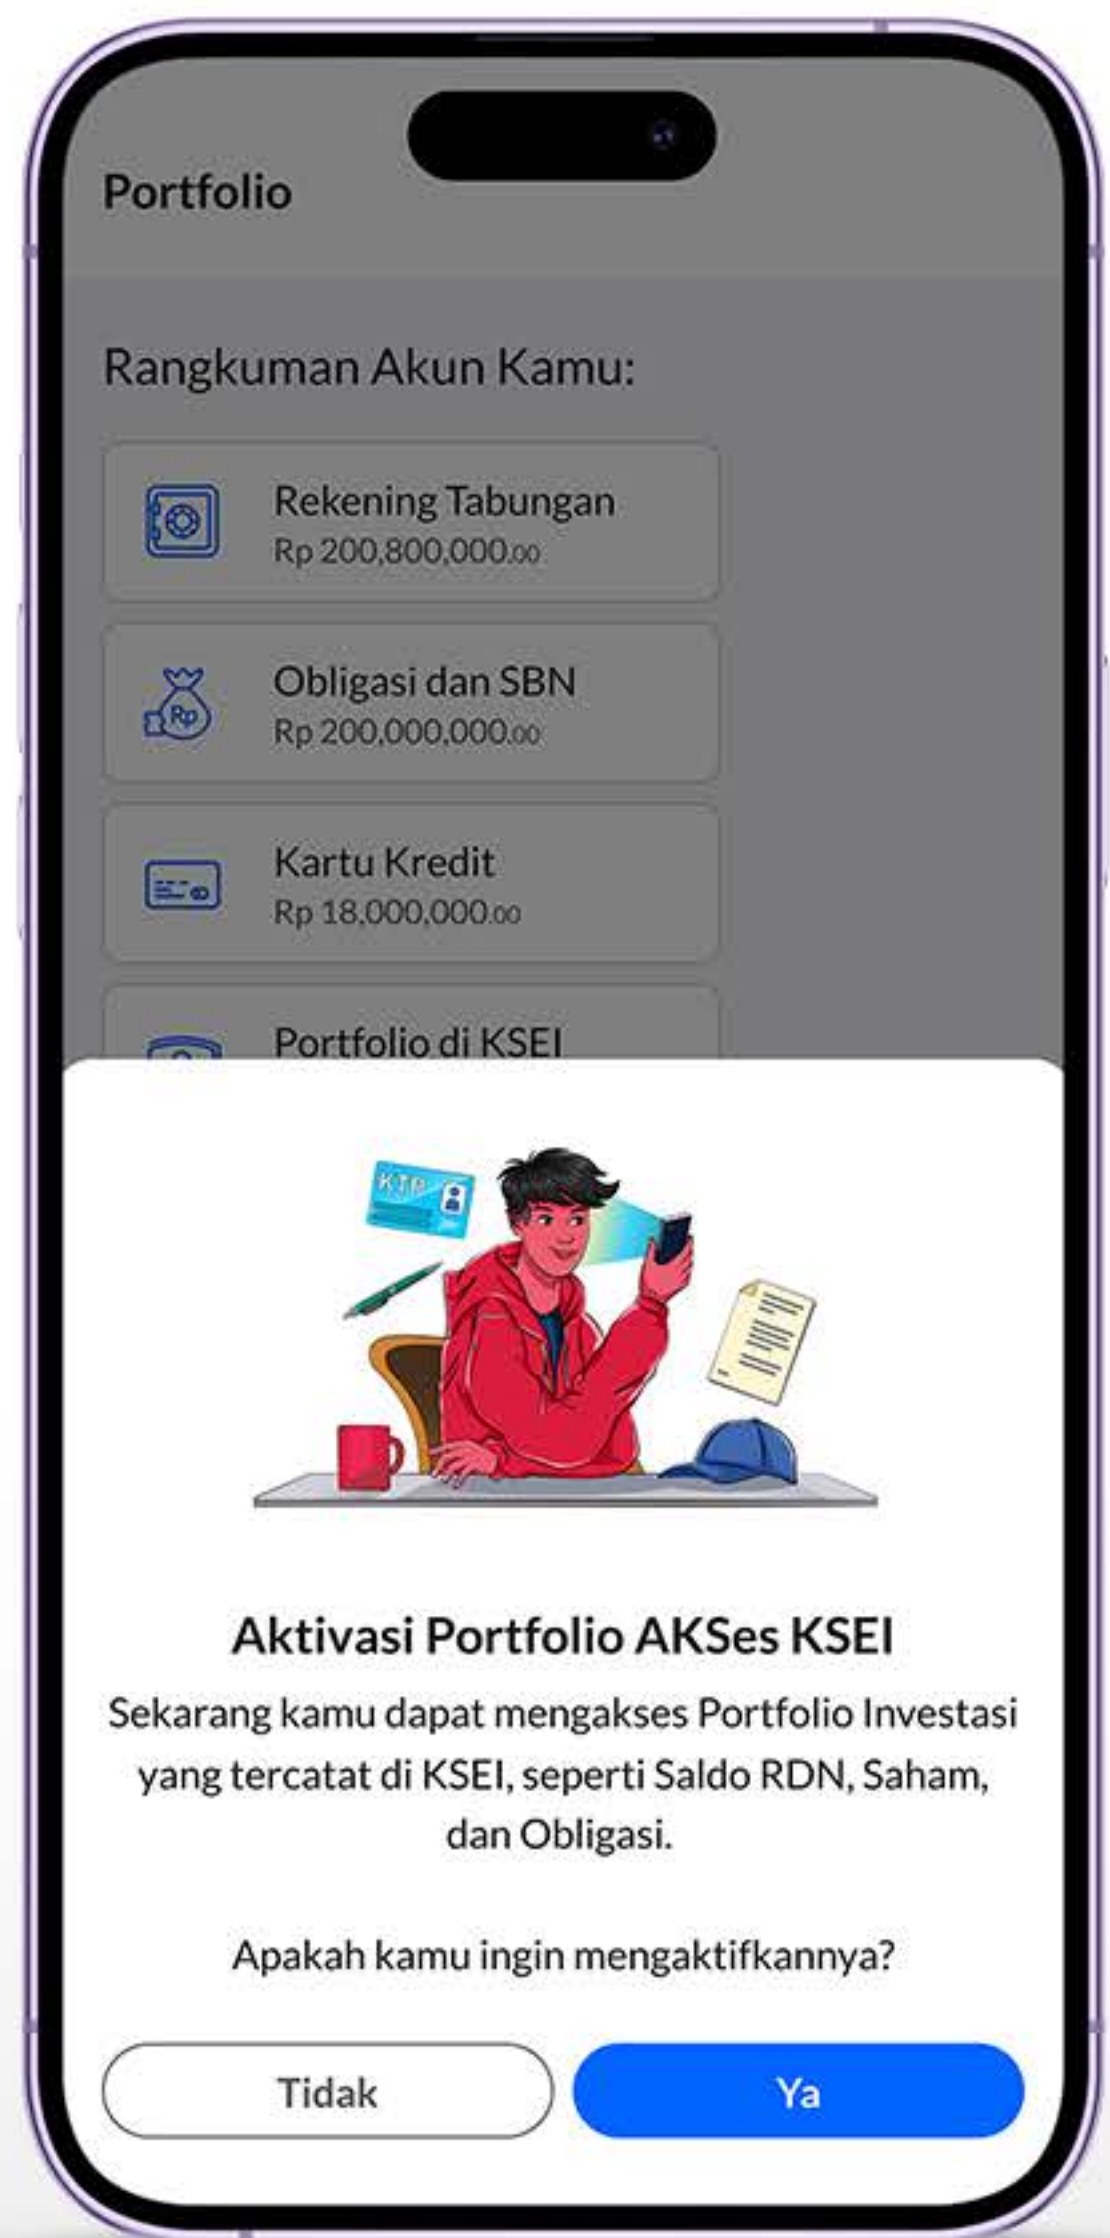 Portfolio
Rangkuman Akun Kamu:
Rekening Tabungan
Rp 200,800,000.00
Obligasi dan SBN
Rp 200,000,000.00
Rp
Kartu Kredit
Rp 18,000,000.00
Portfolio di KSEI
KTP
Aktivasi Portfolio AKSes KSEI
Sekarang kamu dapat mengakses Portfolio Investasi
yang tercatat di KSEI, seperti Saldo RDN, Saham,
dan Obligasi.
Apakah kamu ingin mengaktifkannya?
Tidak
Ya